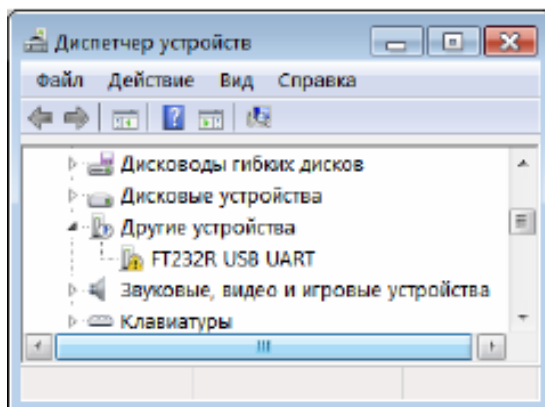 Диспетчер устройств
Файл Действие Вид Справка
Дисководы гибких дисков
Дисковые устройства
Другие устройства
FT232R USB UART
Звуковые, видео и игровые устройства
Клавиатуры